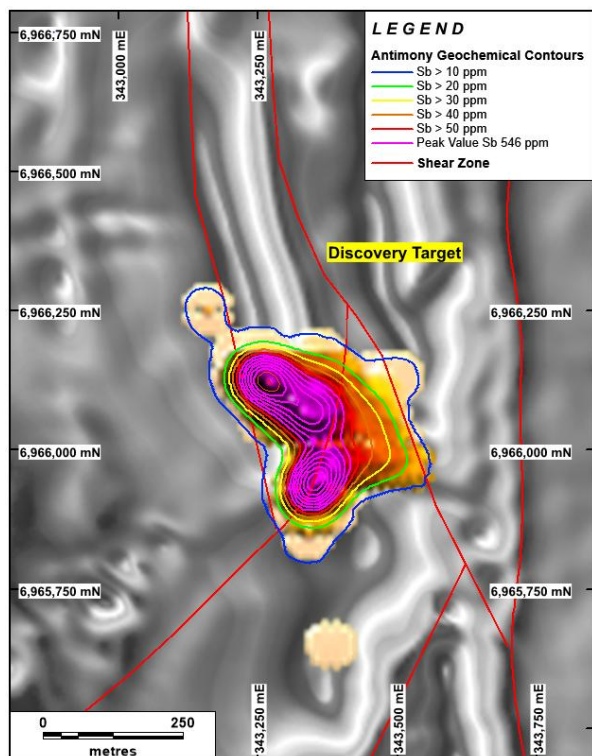 6,966,750 mN
343,000 mE
343,250 mE
L E G E N D
Antimony Geochemical Contours
Sb > 10 ppm
Sb > 20 ppm
Sb > 30 ppm
Sb > 40 ppm
Sb > 50 ppm
Peak Value Sb 546 ppm
Shear Zone
6,966,500 mN
Discovery Target
6,966,250 mN
6,966,250 mN
6,966,000 mN
6,966,000 mN
6,965,750 mN
6,965,750 mN
343,250 mE
343,500 mE
343,750 mE
0 250
metres